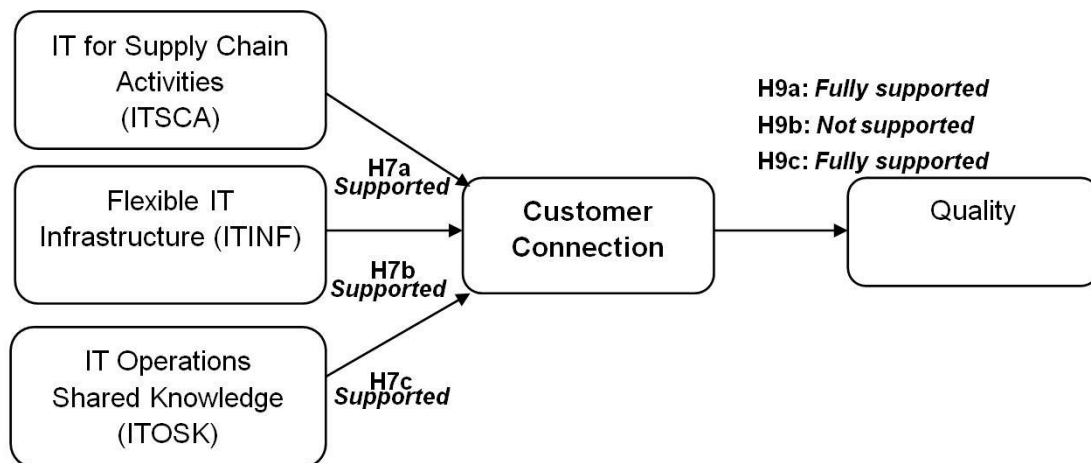 IT for Supply Chain
Activities
(ITSCA)
H7a
Supported
Flexible IT
Infrastructure (ITINF)
H7b
Supported
IT Operations
Shared Knowledge
(ITOSK)
H7c
Supported
Customer
Connection
H9a: Fully supported
H9b: Not supported
H9c: Fully supported
Quality